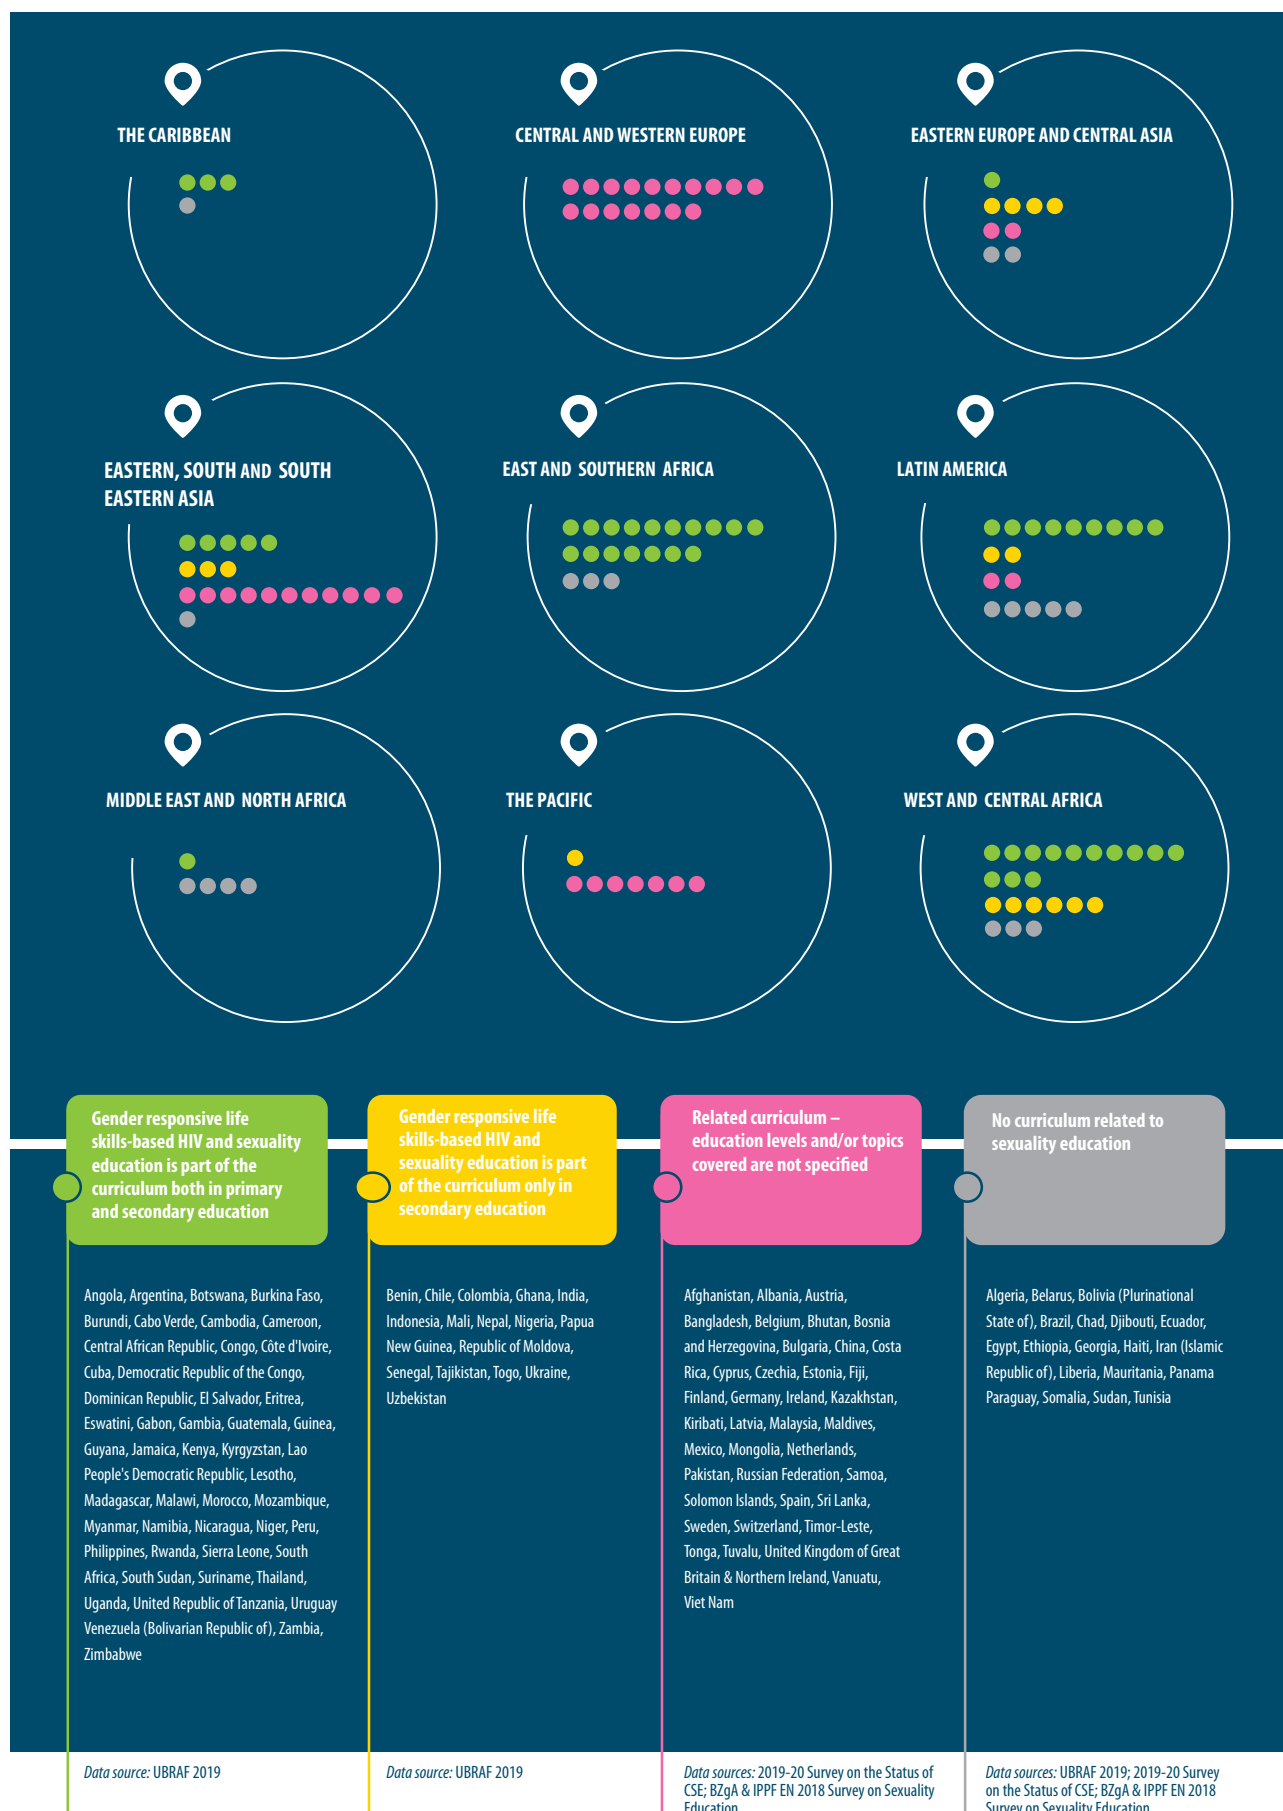 THE CARIBBEAN
CENTRAL AND WESTERN EUROPE
EASTERN EUROPE AND CENTRAL ASIA
EASTERN, SOUTH AND SOUTH
EASTERN ASIA
EAST AND SOUTHERN AFRICA
LATIN AMERICA
MIDDLE EAST AND NORTH AFRICA
THE PACIFIC
WEST AND CENTRAL AFRICA
Gender responsive life
skills-based HIV and sexuality
education is part of the
curriculum both in primary
and secondary education
Angola, Argentina, Botswana, Burkina Faso,
Burundi, Cabo Verde, Cambodia, Cameroon,
Central African Republic, Congo, Côte d'Ivoire,
Cuba, Democratic Republic of the Congo,
Dominican Republic, El Salvador, Eritrea,
Eswatini, Gabon, Gambia, Guatemala, Guinea,
Guyana, Jamaica, Kenya, Kyrgyzstan, Lao
People's Democratic Republic, Lesotho,
Madagascar, Malawi, Morocco, Mozambique,
Myanmar, Namibia, Nicaragua, Niger, Peru,
Philippines, Rwanda, Sierra Leone, South
Africa, South Sudan, Suriname, Thailand,
Uganda, United Republic of Tanzania, Uruguay
Venezuela (Bolivarian Republic of), Zambia,
Zimbabwe
Data source: UBRAF 2019
Gender responsive life
skills-based HIV and
sexuality education is part
of the curriculum only in
secondary education
Benin, Chile, Colombia, Ghana, India,
Indonesia, Mali, Nepal, Nigeria, Papua
New Guinea, Republic of Moldova,
Senegal, Tajikistan, Togo, Ukraine,
Uzbekistan
Data source: UBRAF 2019
Related curriculum –
education levels and/or topics
covered are not specified
Afghanistan, Albania, Austria,
Bangladesh, Belgium, Bhutan, Bosnia
and Herzegovina, Bulgaria, China, Costa
Rica, Cyprus, Czechia, Estonia, Fiji,
Finland, Germany, Ireland, Kazakhstan,
Kiribati, Latvia, Malaysia, Maldives,
Mexico, Mongolia, Netherlands,
Pakistan, Russian Federation, Samoa,
Solomon Islands, Spain, Sri Lanka,
Sweden, Switzerland, Timor-Leste,
Tonga, Tuvalu, United Kingdom of Great
Britain & Northern Ireland, Vanuatu,
Viet Nam
Data sources: 2019-20 Survey on the Status of
CSE; BZgA & IPPF EN 2018 Survey on Sexuality
Education
No curriculum related to
sexuality education
Algeria, Belarus, Bolivia (Plurinational
State of), Brazil, Chad, Djibouti, Ecuador,
Egypt, Ethiopia, Georgia, Haiti, Iran (Islamic
Republic of), Liberia, Mauritania, Panama
Paraguay, Somalia, Sudan, Tunisia
Data sources: UBRAF 2019; 2019-20 Survey
on the Status of CSE; BZgA & IPPF EN 2018
Survey on Sexuality Education